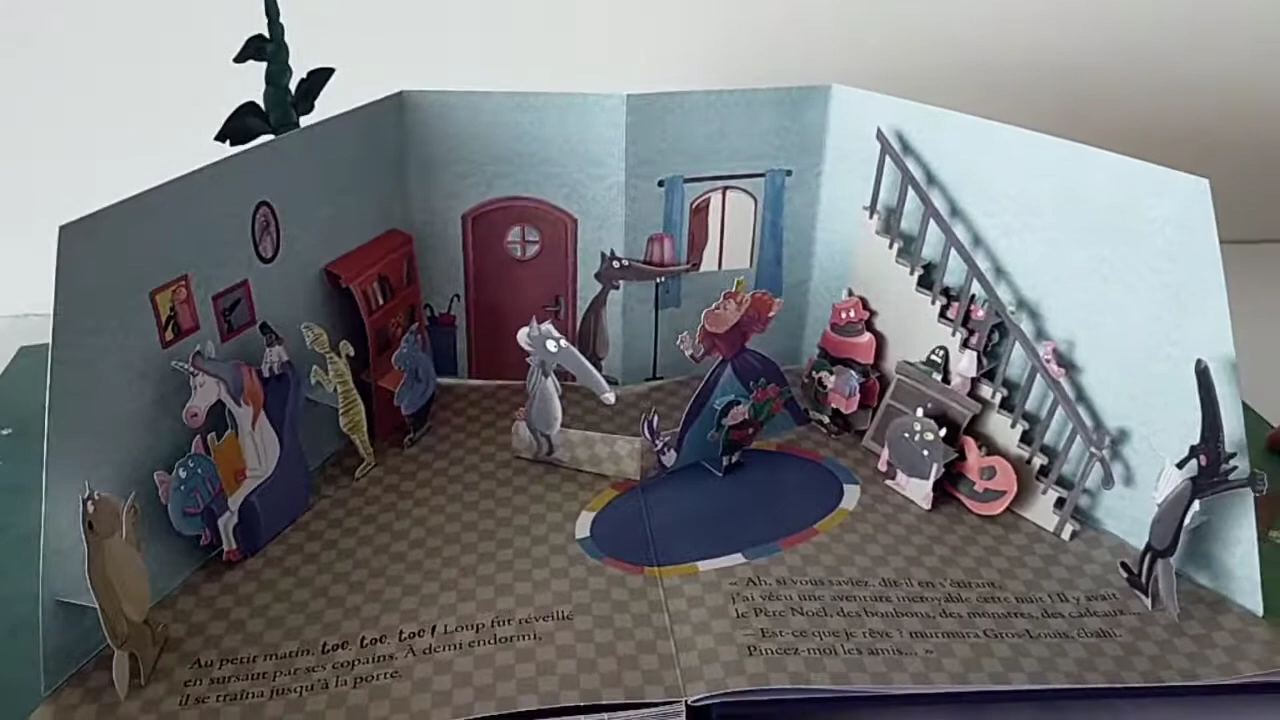 Au petit matin, toc, toc, toc ! Loup fut réveillé
en sursaut par ses copains. À demi endormi,
il se traîna jusqu'à la porte.
« Ah, si vous saviez, dit-il en s'étirant,
j'ai vécu une aventure incroyable cette nuit ! Il y avait
le Père Noël, des bonbons, des monstres, des cadeaux...
– Est-ce que je rêve ? murmura Gros-Louis, ébahi.
Pincez-moi les amis... »